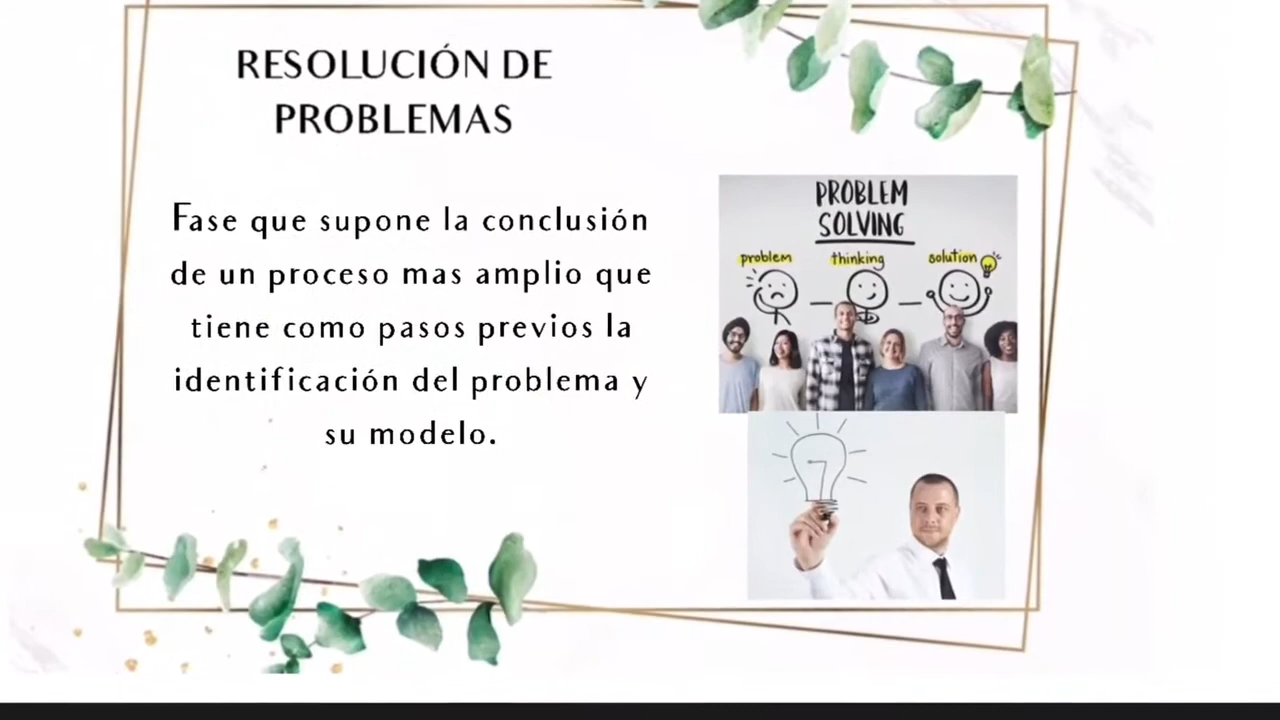 RESOLUCIÓN DE
PROBLEMAS
Fase que supone la conclusión
de un proceso mas amplio que
tiene como pasos previos la
identificación del problema y
su modelo.
PROBLEM
SOLVING
problem thinking solution